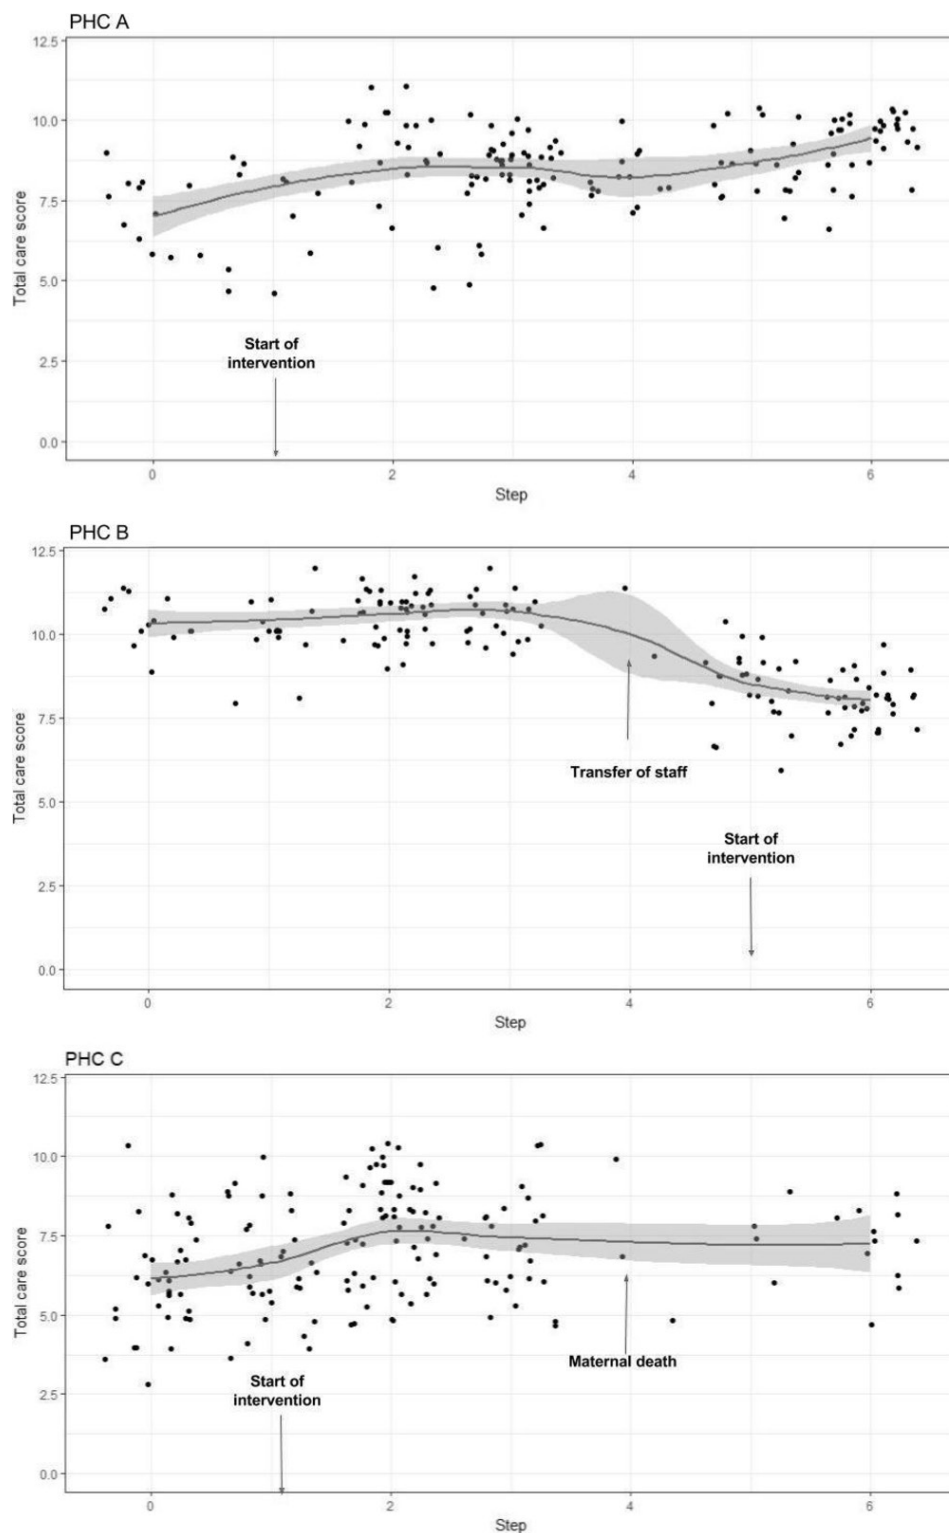 PHC A
12.5
10.0
7.5
5.0
2.5
0.0
Total care score
Start of
intervention
0 2 4 6
Step
PHC B
12.5
10.0
7.5
5.0
2.5
0.0
Total care score
Transfer of staff
Start of
intervention
0 2 4 6
Step
PHC C
12.5
10.0
7.5
5.0
2.5
0.0
Total care score
Maternal death
Start of
intervention
0 2 4 6
Step